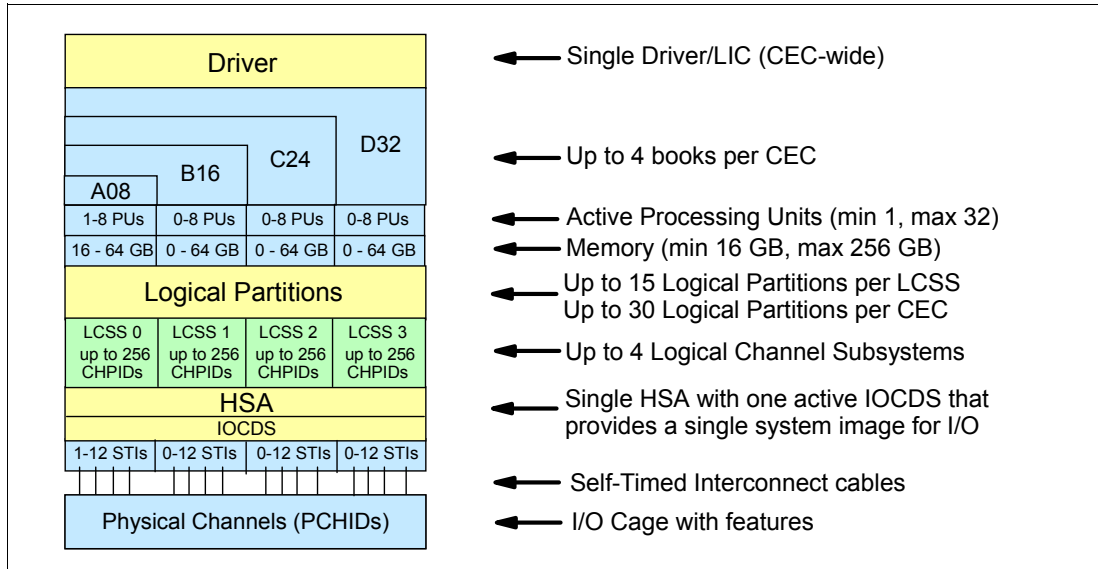 Driver
Single Driver/LIC (CEC-wide)
D32
C24
B16
A08
Up to 4 books per CEC
1-8 PUs 0-8 PUs 0-8 PUs 0-8 PUs
Active Processing Units (min 1, max 32)
16 - 64 GB 0 - 64 GB 0 - 64 GB 0 - 64 GB
Memory (min 16 GB, max 256 GB)
Logical Partitions
Up to 15 Logical Partitions per LCSS
Up to 30 Logical Partitions per CEC
LCSS 0 LCSS 1 LCSS 2 LCSS 3
up to 256 up to 256 up to 256 up to 256
CHPIDs CHPIDs CHPIDs CHPIDs
Up to 4 Logical Channel Subsystems
HSA
IOCDS
Single HSA with one active IOCDS that
provides a single system image for I/O
1-12 STIs 0-12 STIs 0-12 STIs 0-12 STIs
Self-Timed Interconnect cables
Physical Channels (PCHIDs)
I/O Cage with features